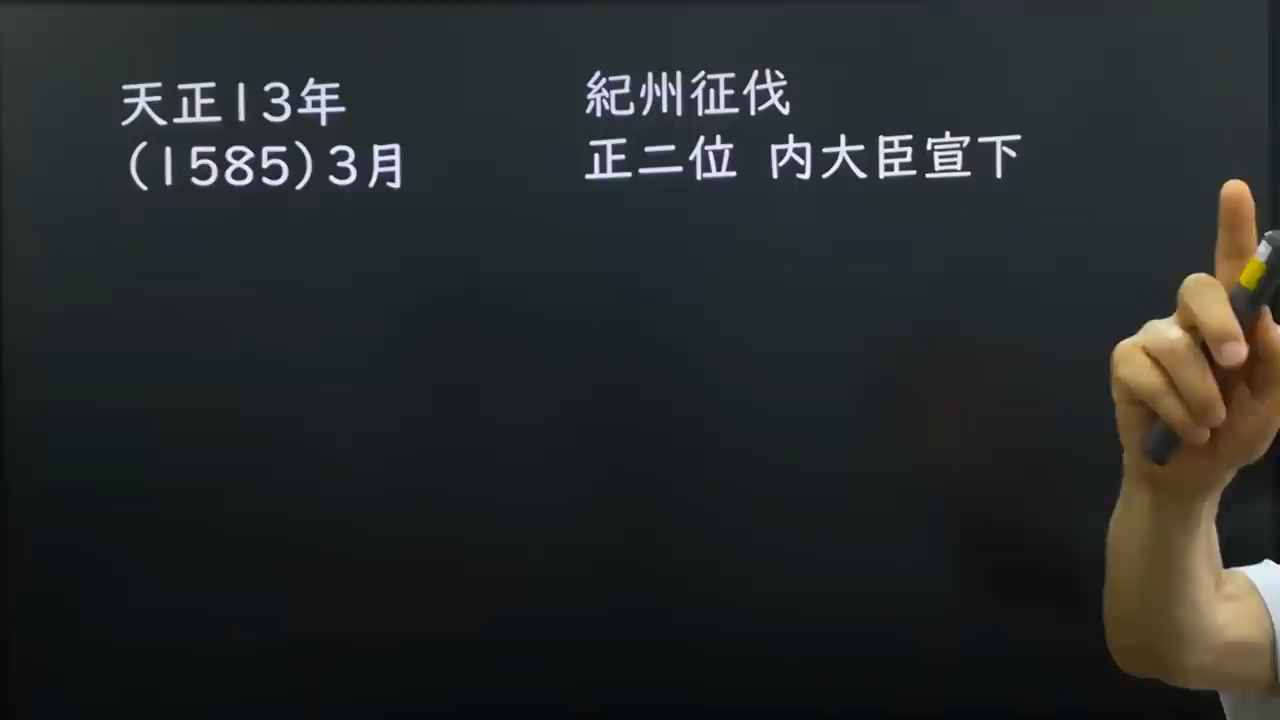 天正13年
(1585)3月
紀州征伐
正二位 内大臣宣下